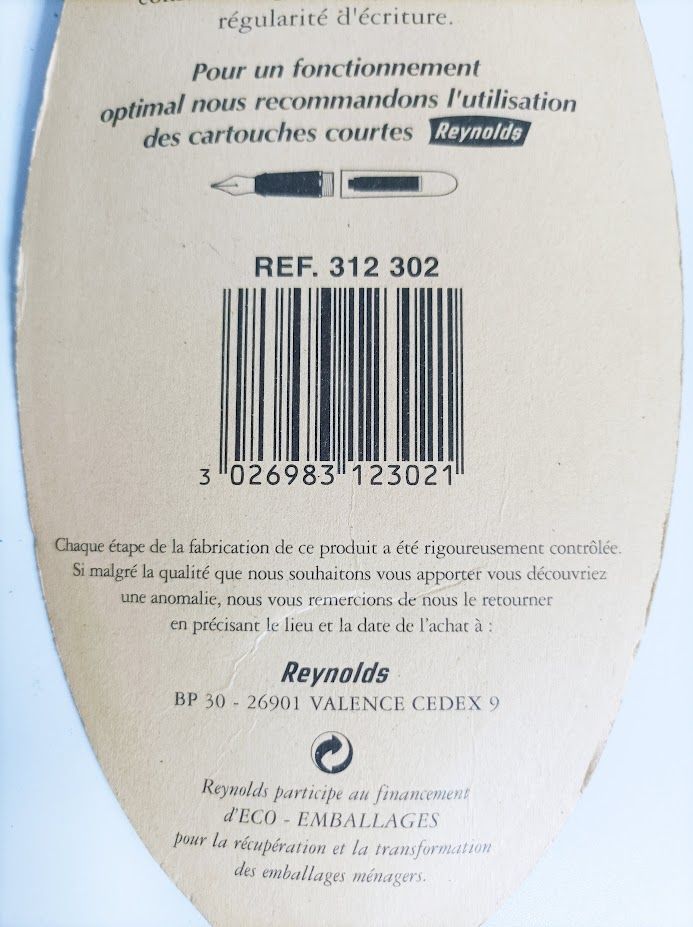 régularité d'écriture.
Pour un fonctionnement
optimal nous recommandons l'utilisation
des cartouches courtes Reynolds
REF. 312 302
3 026983 123021
Chaque étape de la fabrication de ce produit a été rigoureusement contrôlée.
Si malgré la qualité que nous souhaitons vous apporter vous découvriez
une anomalie, nous vous remercions de nous le retourner
en précisant le lieu et la date de l'achat à :
Reynolds
BP 30 - 26901 VALENCE CEDEX 9
Reynolds participe au financement
d'ECO - EMBALLAGES
pour la récupération et la transformation
des emballages ménagers.